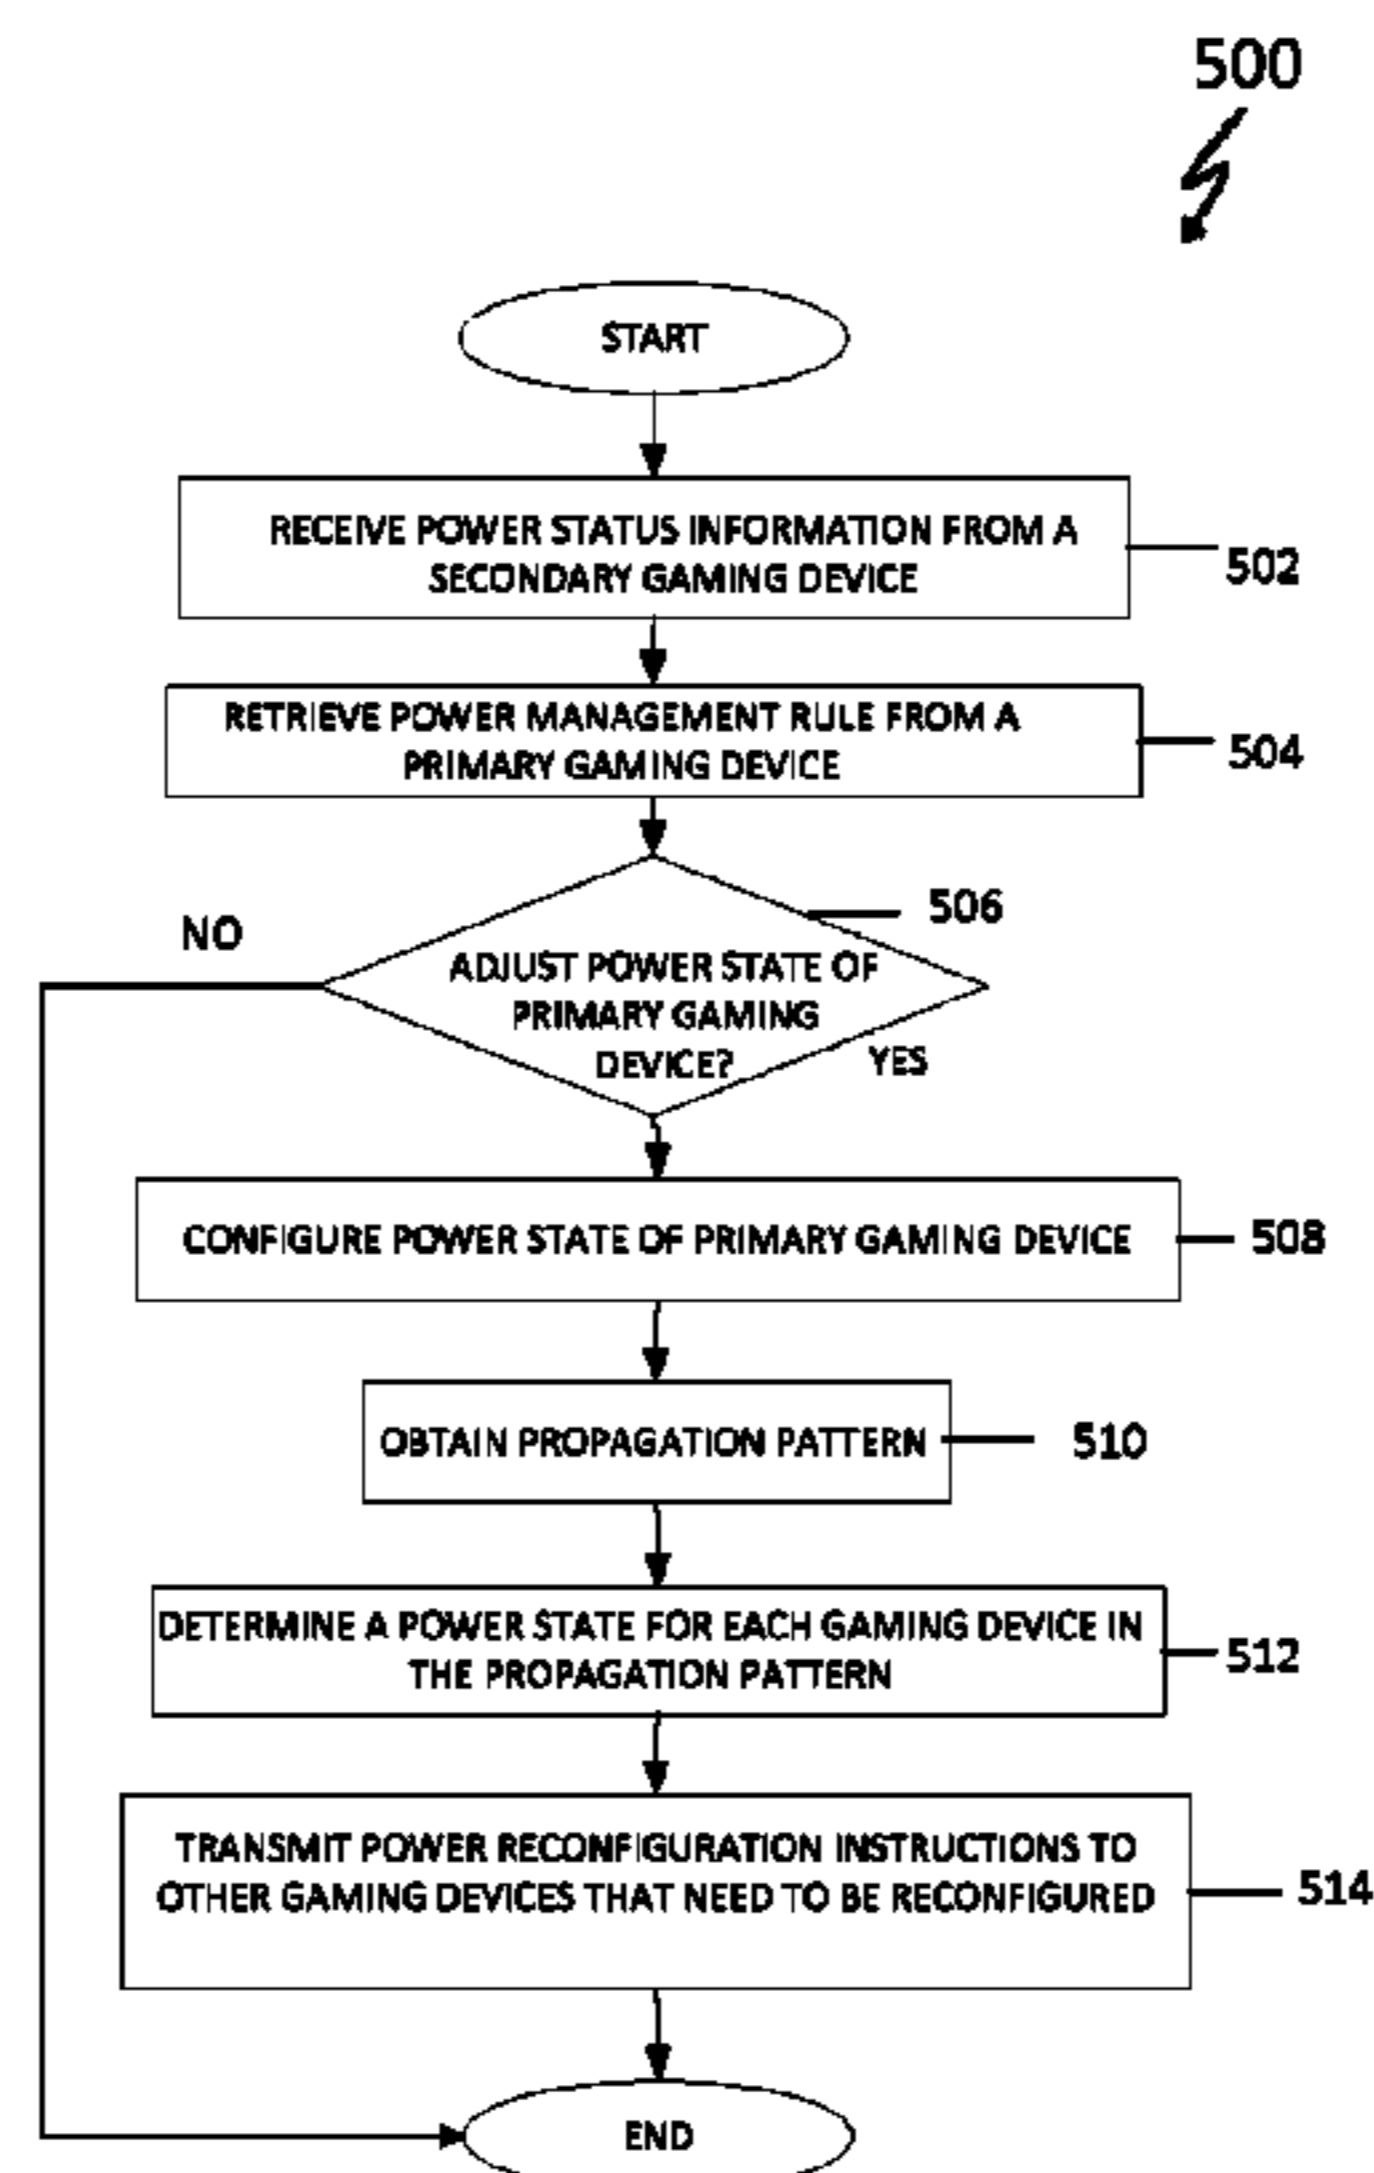 500
START
RECEIVE POWER STATUS INFORMATION FROM A
SECONDARY GAMING DEVICE
502
RETRIEVE POWER MANAGEMENT RULE FROM A
PRIMARY GAMING DEVICE
504
506
NO
ADJUST POWER STATE OF
PRIMARY GAMING
DEVICE?
YES
CONFIGURE POWER STATE OF PRIMARY GAMING DEVICE
508
OBTAIN PROPAGATION PATTERN
510
DETERMINE A POWER STATE FOR EACH GAMING DEVICE IN
THE PROPAGATION PATTERN
512
TRANSMIT POWER RECONFIGURATION INSTRUCTIONS TO
OTHER GAMING DEVICES THAT NEED TO BE RECONFIGURED
514
END